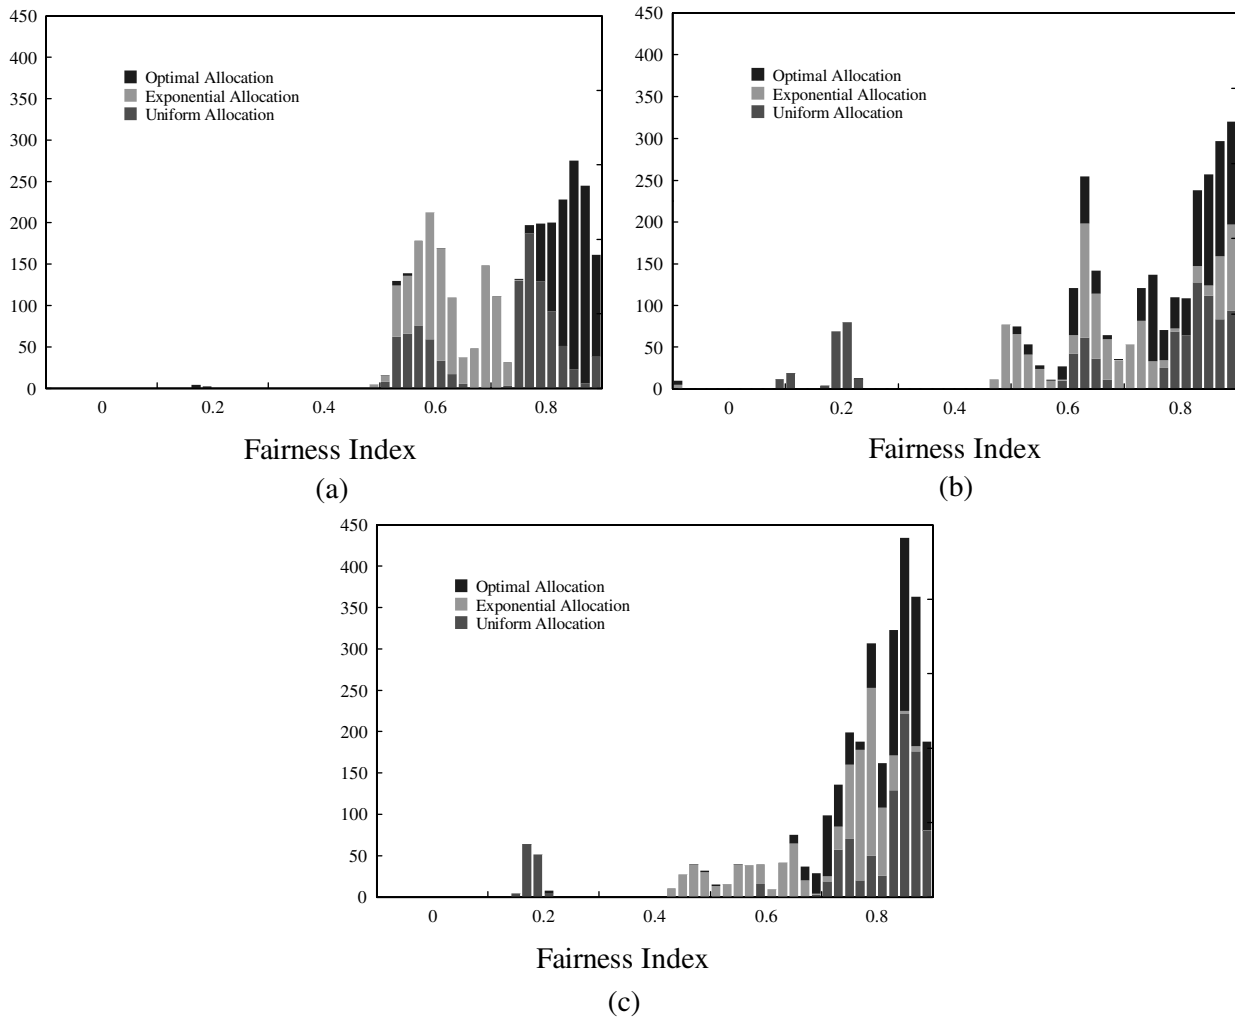 450
400
350
300
250
200
150
100
50
0
Optimal Allocation
Exponential Allocation
Uniform Allocation
0 0.2 0.4 0.6 0.8
Fairness Index
(a)
450
400
350
300
250
200
150
100
50
0
Optimal Allocation
Exponential Allocation
Uniform Allocation
0 0.2 0.4 0.6 0.8
Fairness Index
(b)
450
400
350
300
250
200
150
100
50
0
Optimal Allocation
Exponential Allocation
Uniform Allocation
0 0.2 0.4 0.6 0.8
Fairness Index
(c)